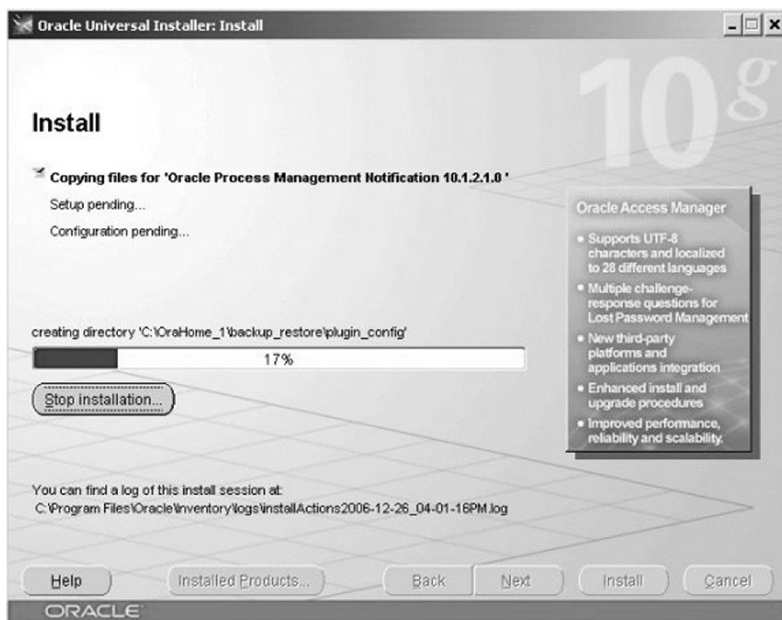 Oracle Universal Installer: Install
10g
Install
Copying files for 'Oracle Process Management Notification 10.1.2.1.0 '
Setup pending...
Configuration pending...
creating directory 'C:\OraHome_1\backup_restore\plugin_config'
17%
Stop installation...
You can find a log of this install session at:
C:\Program Files\Oracle\Inventory\logs\installActions2006-12-26_04-01-16PM.log
Oracle Access Manager
• Supports UTF-8
characters and localized
to 28 different languages
• Multiple challenge-
response questions for
Lost Password Management
• New third-party
platforms and
applications integration
• Enhanced install and
upgrade procedures
• Improved performance,
reliability and scalability.
Help
Installed Products...
Back
Next
Install
Cancel
ORACLE